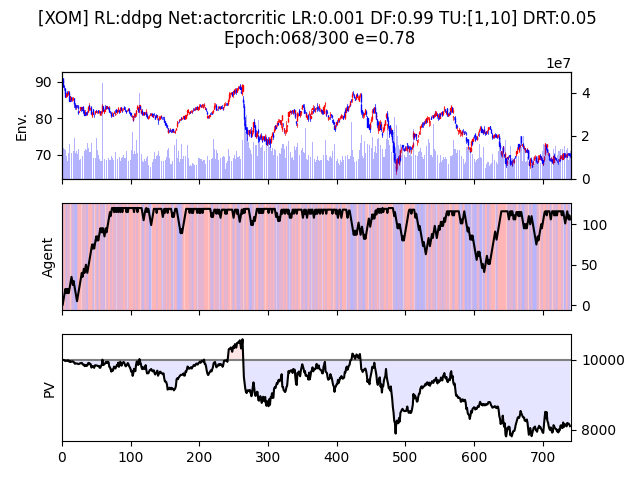 [XOM] RL:ddpg Net:actorcritic LR:0.001 DF:0.99 TU:[1,10] DRT:0.05
Epoch:068/300 e=0.78
1e7
90
80
70
Env.
4
2
0
Agent
100
50
0
PV
10000
8000
0 100 200 300 400 500 600 700